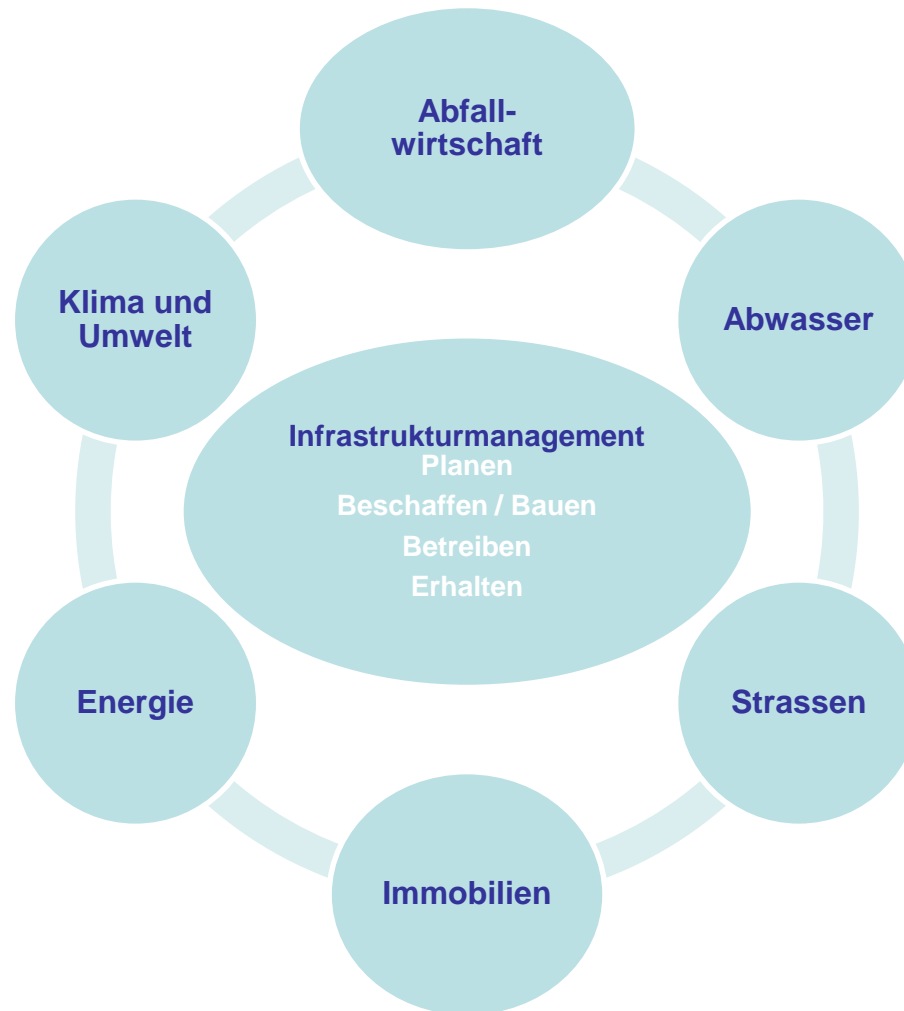 Abfall-
wirtschaft
Klima und
Umwelt
Abwasser
Infrastrukturmanagement
Planen
Beschaffen / Bauen
Betreiben
Erhalten
Energie
Strassen
Immobilien